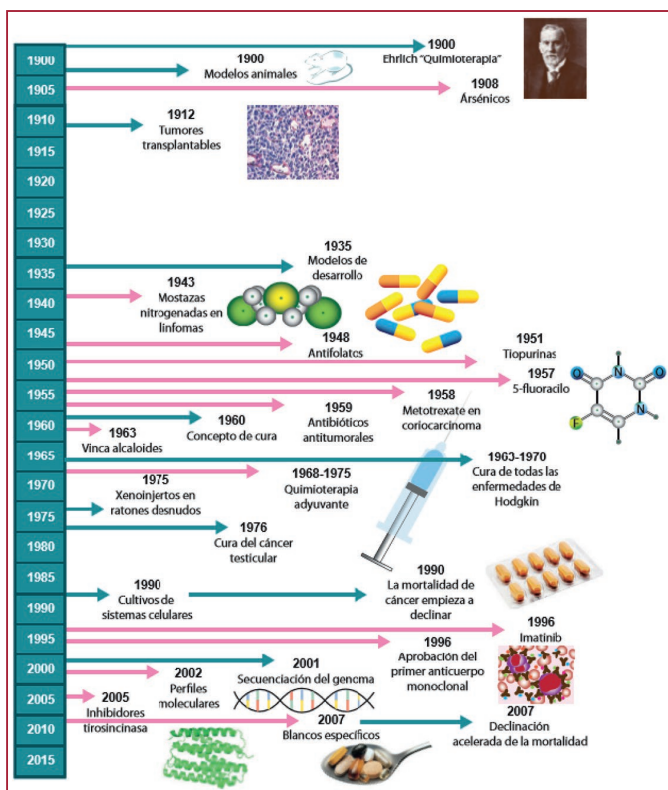 1900
1905
1910
1915
1920
1925
1930
1935
1940
1945
1950
1955
1960
1965
1970
1975
1980
1985
1990
1995
2000
2005
2010
2015
1900
Ehrlich "Quimioterapia"
1900
Modelos animales
1908
Ársénicos
1912
Tumores
transplantables
1935
Modelos de
desarrollo
1943
Mostazas
nitrogenadas en
linfomas
1948
Antifolatos
1951
Tiopurinas
1957
5-fluoracilo
O
N
O
C
C
C
C
N
F
1958
Metotrexate en
coriocarcinoma
1959
Antibióticos
antitumorales
1960
Concepto de cura
1963
Vinca alcaloides
1963-1970
Cura de todas las
enfermedades de
Hodgkin
1968-1975
Quimioterapia
adyuvante
1975
Xenoinjertos en
ratones desnudos
1976
Cura del cáncer
testicular
1990
Cultivos de
sistemas celulares
1990
La mortalidad de
cáncer empieza a
declinar
1996
Imatinib
1996
Aprobación del
primer anticuerpo
monoclonal
2001
Secuenciación del gencma
2002
Perfiles
moleculares
2005
Inhibidores
tirosincinasa
2007
Blancos específicos
2007
Declinación
acelerada de la mortalidad